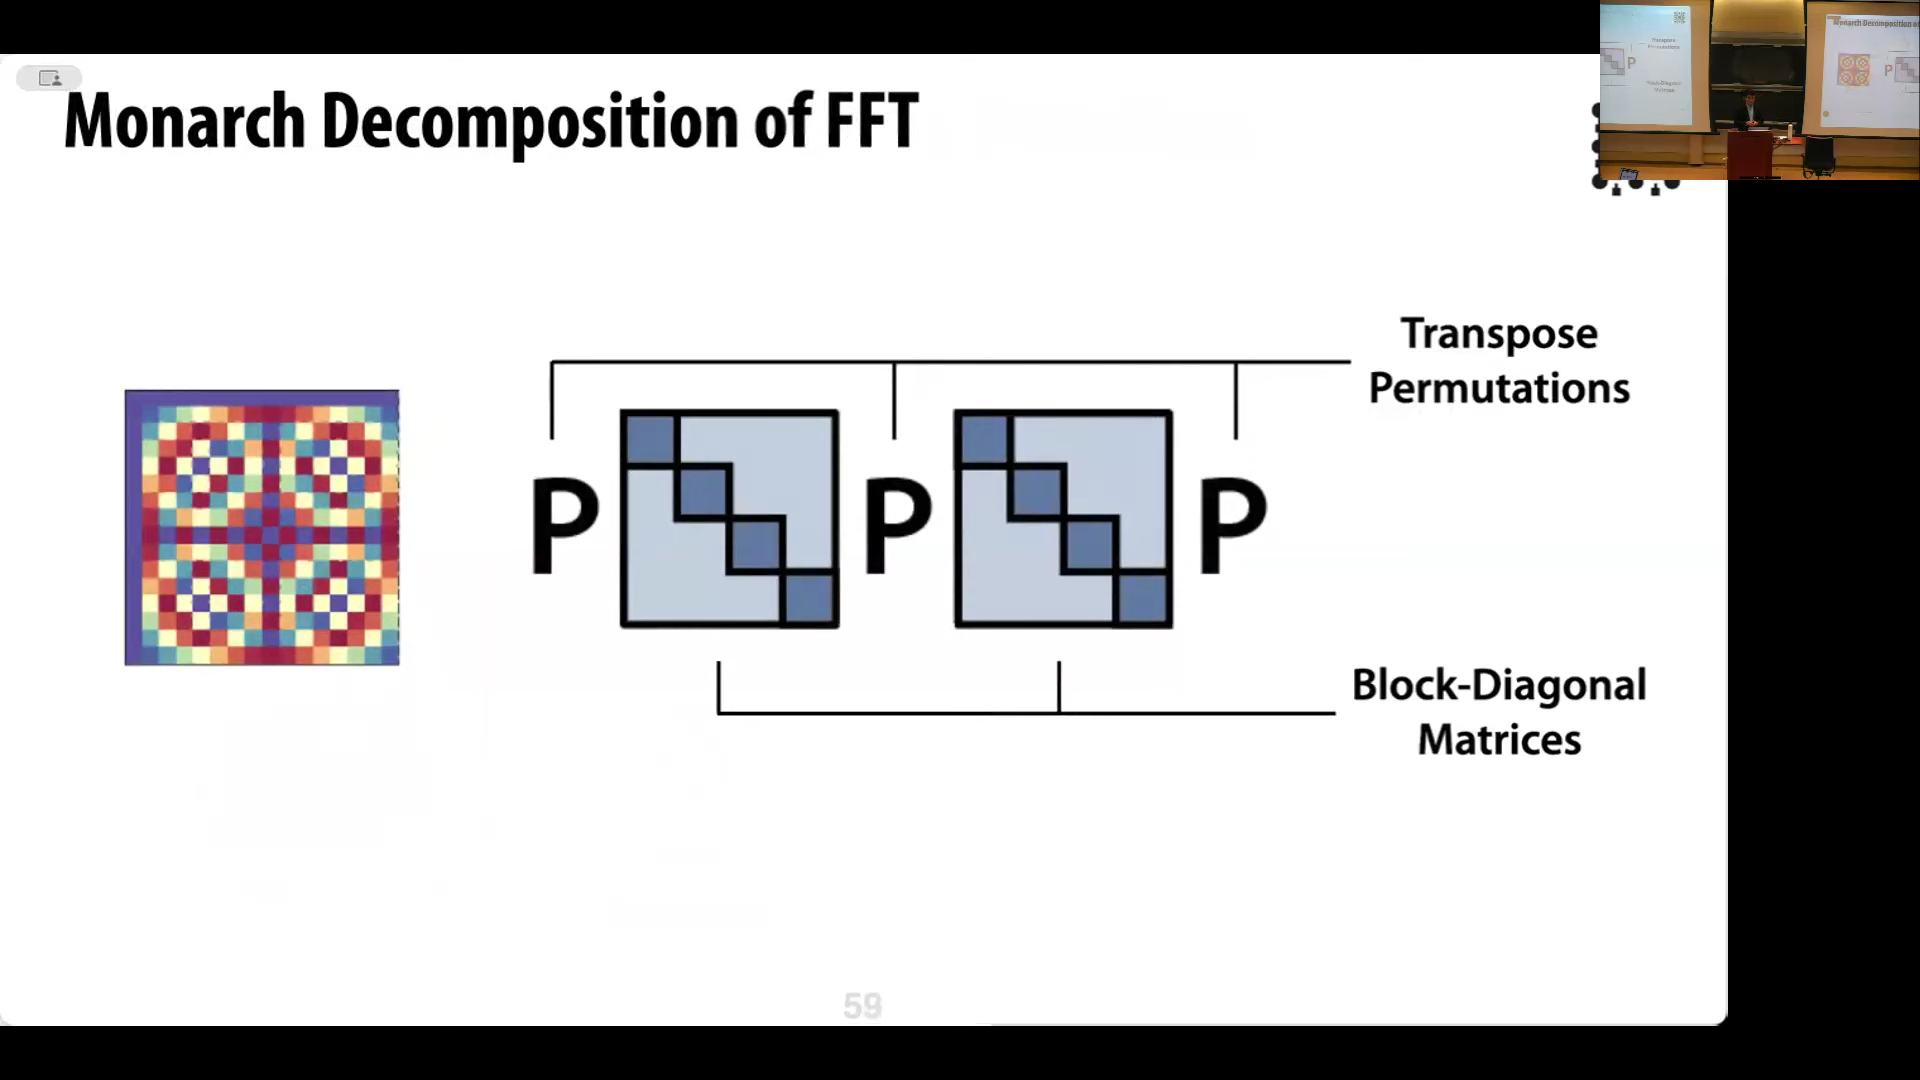 Monarch Decomposition of FFT
Transpose
Permutations
P P P
Block-Diagonal
Matrices
59